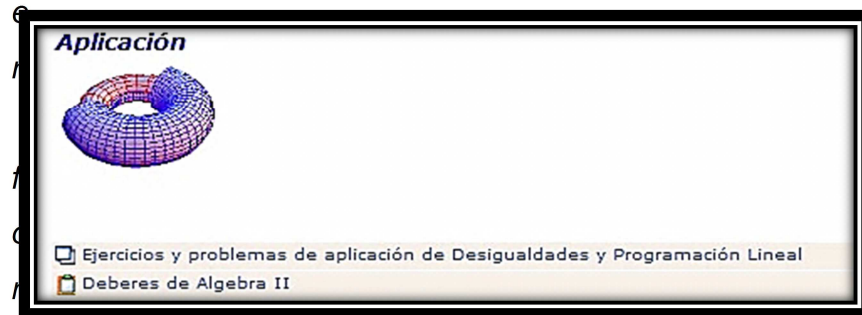 Aplicación
Ejercicios y problemas de aplicación de Desigualdades y Programación Lineal
Deberes de Algebra II